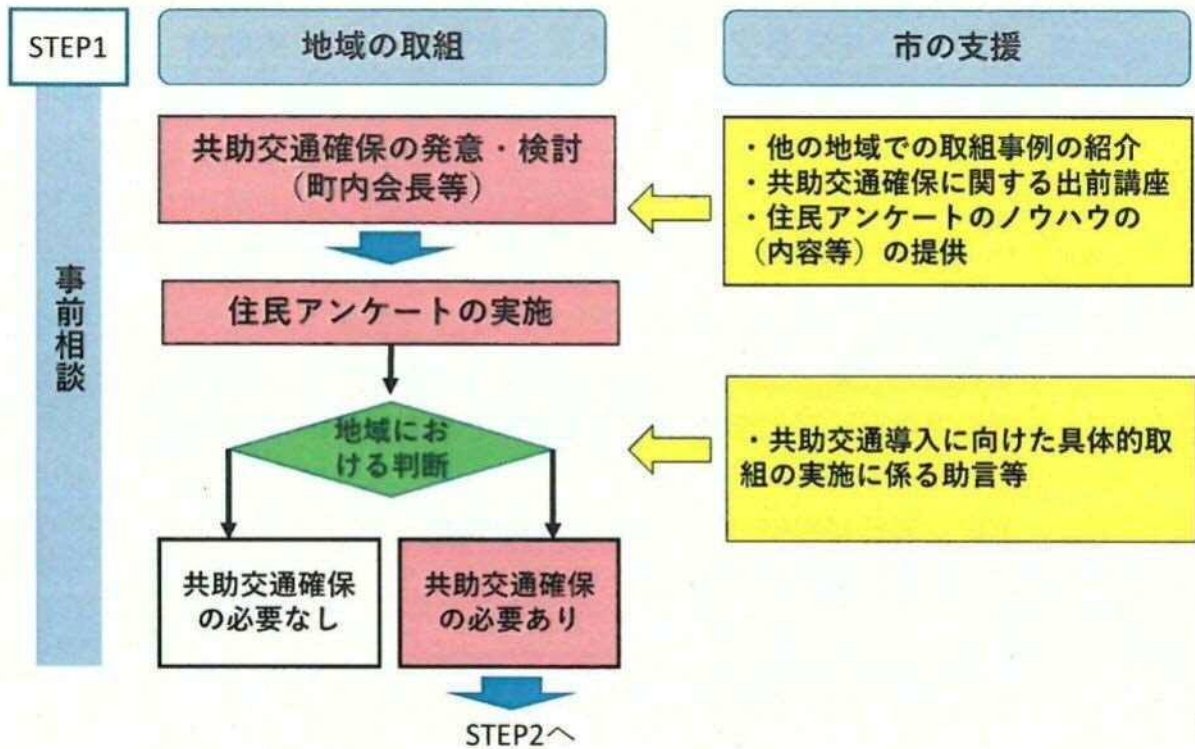 STEP1
地域の取組
市の支援
事前相談
共助交通確保の発意・検討
(町内会長等)
・他の地域での取組事例の紹介
・共助交通確保に関する出前講座
・住民アンケートのノウハウの
(内容等)の提供
住民アンケートの実施
地域にお
ける判断
・共助交通導入に向けた具体的取
組の実施に係る助言等
共助交通確保
の必要なし
共助交通確保
の必要あり
STEP2へ